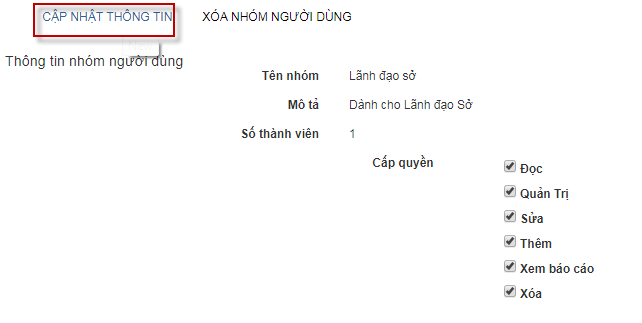 CẬP NHẬT THÔNG TIN XÓA NHÓM NGƯỜI DÙNG
Thông tin nhóm người dùng
Tên nhóm Lãnh đạo sở
Mô tả Dành cho Lãnh đạo Sở
Số thành viên 1
Cấp quyền
Đọc
Quản Trị
Sửa
Thêm
Xem báo cáo
Xóa